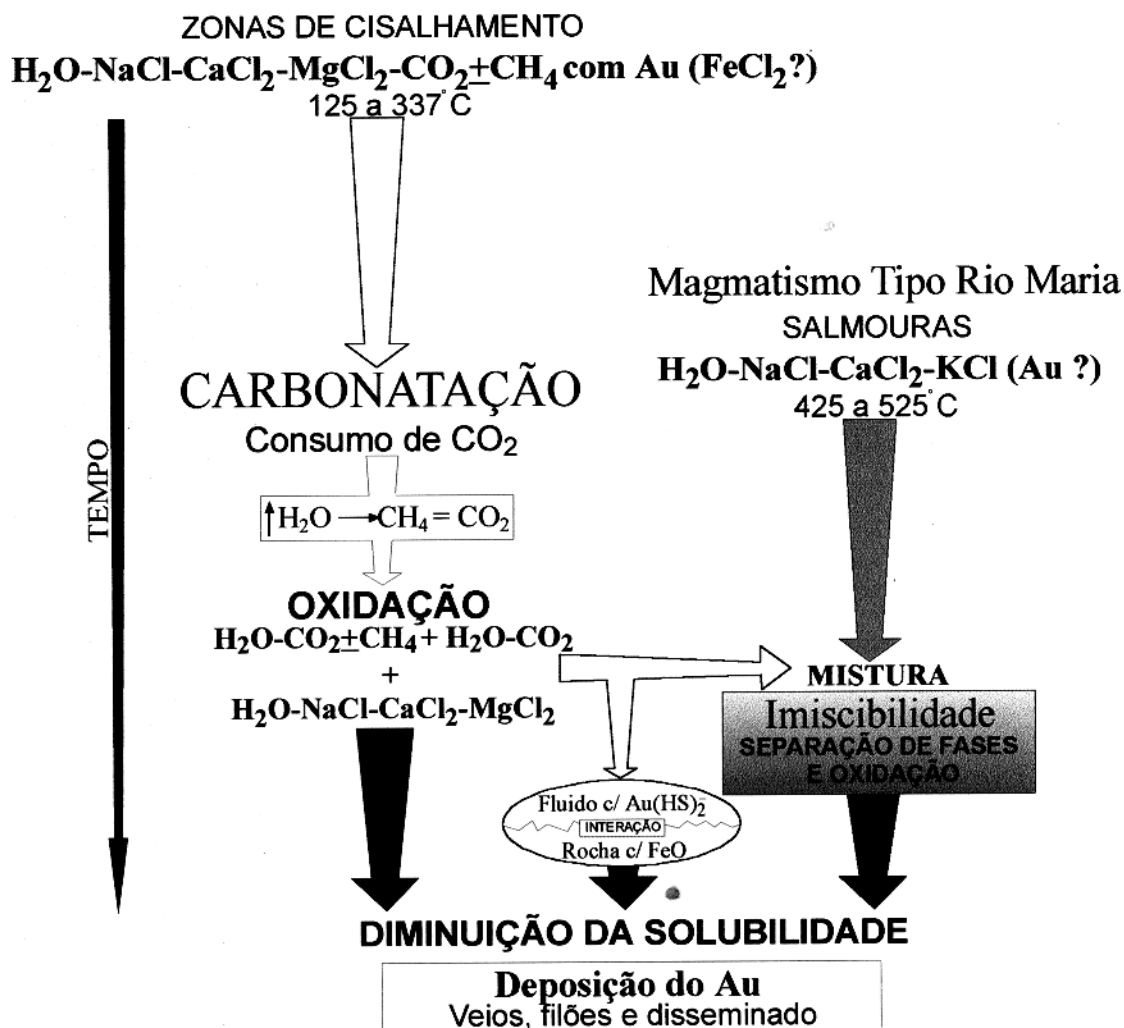 ZONAS DE CISALHAMENTO
H₂O-NaCl-CaCl₂-MgCl₂-CO₂±CH₄ com Au (FeCl₂?)
125 a 337°C
Magmatismo Tipo Rio Maria
SALMOURAS
H₂O-NaCl-CaCl₂-KCl (Au ?)
425 a 525°C
TEMPO
CARBONATAÇÃO
Consumo de CO₂
↑H₂O → CH₄ = CO₂
OXIDAÇÃO
H₂O-CO₂±CH₄ + H₂O-CO₂
+
H₂O-NaCl-CaCl₂-MgCl₂
MISTURA
Imiscibilidade
SEPARAÇÃO DE FASES
E OXIDAÇÃO
Fluido c/ Au(HS)₂⁻
INTERAÇÃO
Rocha c/ FeO
DIMINUIÇÃO DA SOLUBILIDADE
Deposição do Au
Veios, filões e disseminado